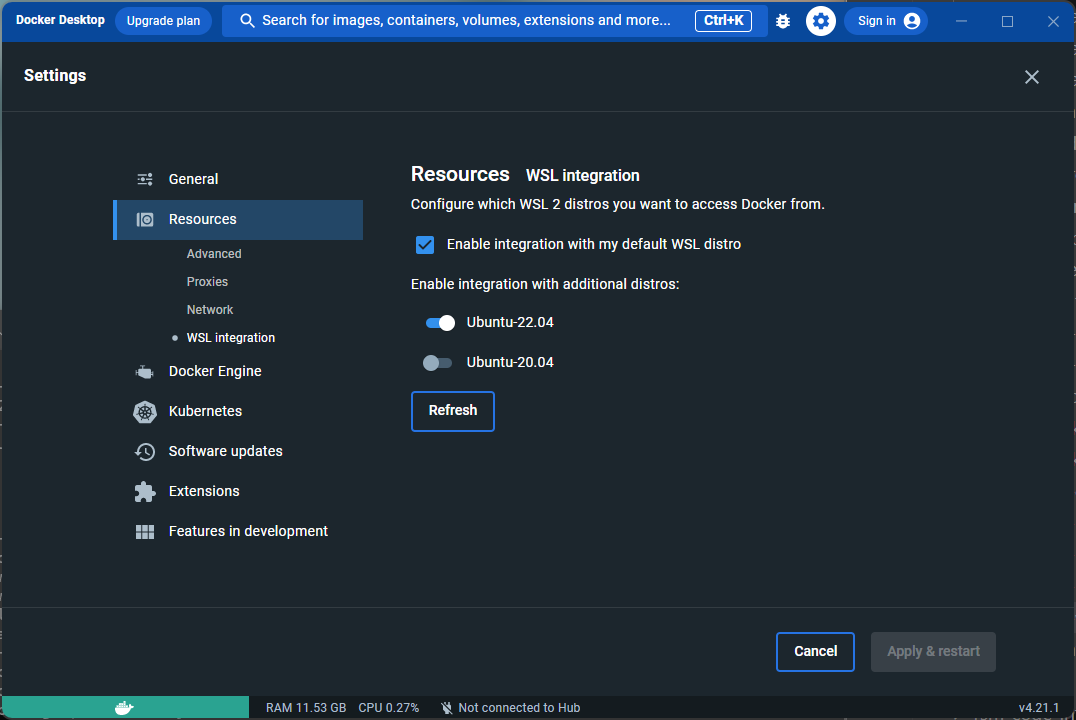 Docker Desktop
Upgrade plan
Search for images, containers, volumes, extensions and more...
Ctrl+K
Sign in
Settings
General
Resources
Advanced
Proxies
Network
WSL integration
Docker Engine
Kubernetes
Software updates
Extensions
Features in development
Resources WSL integration
Configure which WSL 2 distros you want to access Docker from.
Enable integration with my default WSL distro
Enable integration with additional distros:
Ubuntu-22.04
Ubuntu-20.04
Refresh
Cancel
Apply & restart
RAM 11.53 GB CPU 0.27% Not connected to Hub
v4.21.1